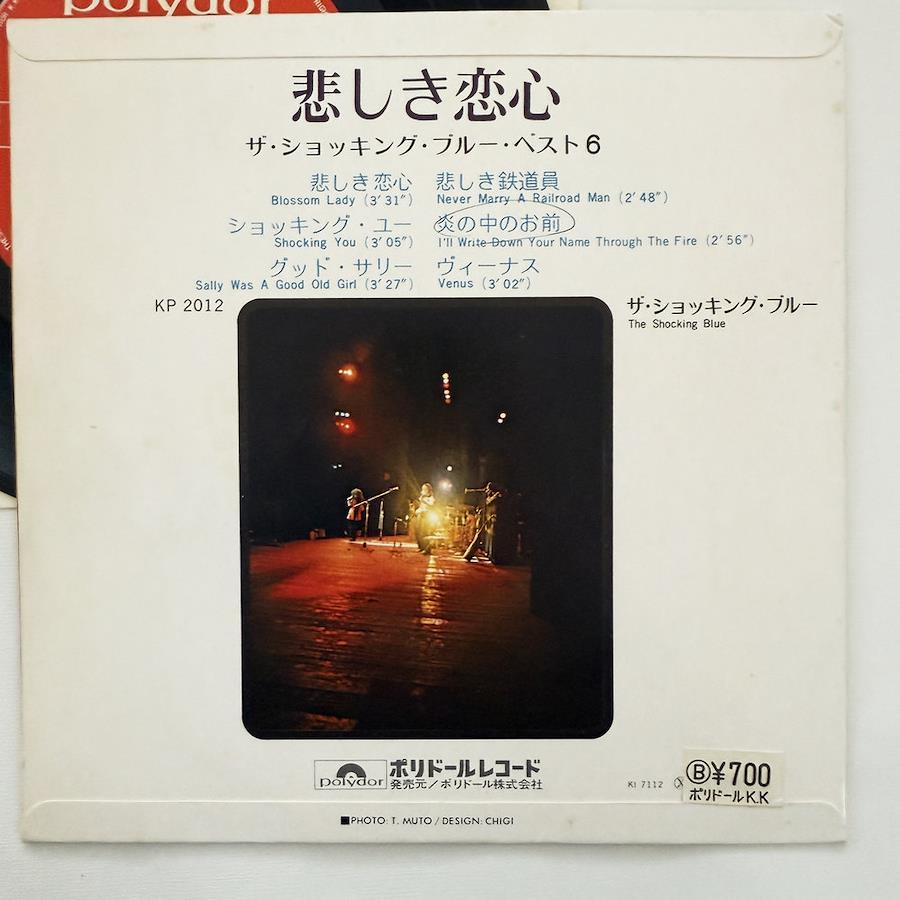 polydor
悲しき恋心
ザ・ショッキング・ブルー・ベスト6
悲しき恋心
Blossom Lady (3'31")
ショッキング・ユー
Shocking You (3'05")
グッド・サリー
Sally Was A Good Old Girl (3'27")
悲しき鉄道員
Never Marry A Railroad Man (2'48")
炎の中のお前
I'll Write Down Your Name Through The Fire (2'56")
ヴィーナス
Venus (3'02")
KP 2012
ザ・ショッキング・ブルー
The Shocking Blue
polydor
ポリドールレコード
発売元/ポリドール株式会社
KI 7112
Ⓑ¥700
ポリドールK.K
■PHOTO: T. MUTO / DESIGN: CHIGI